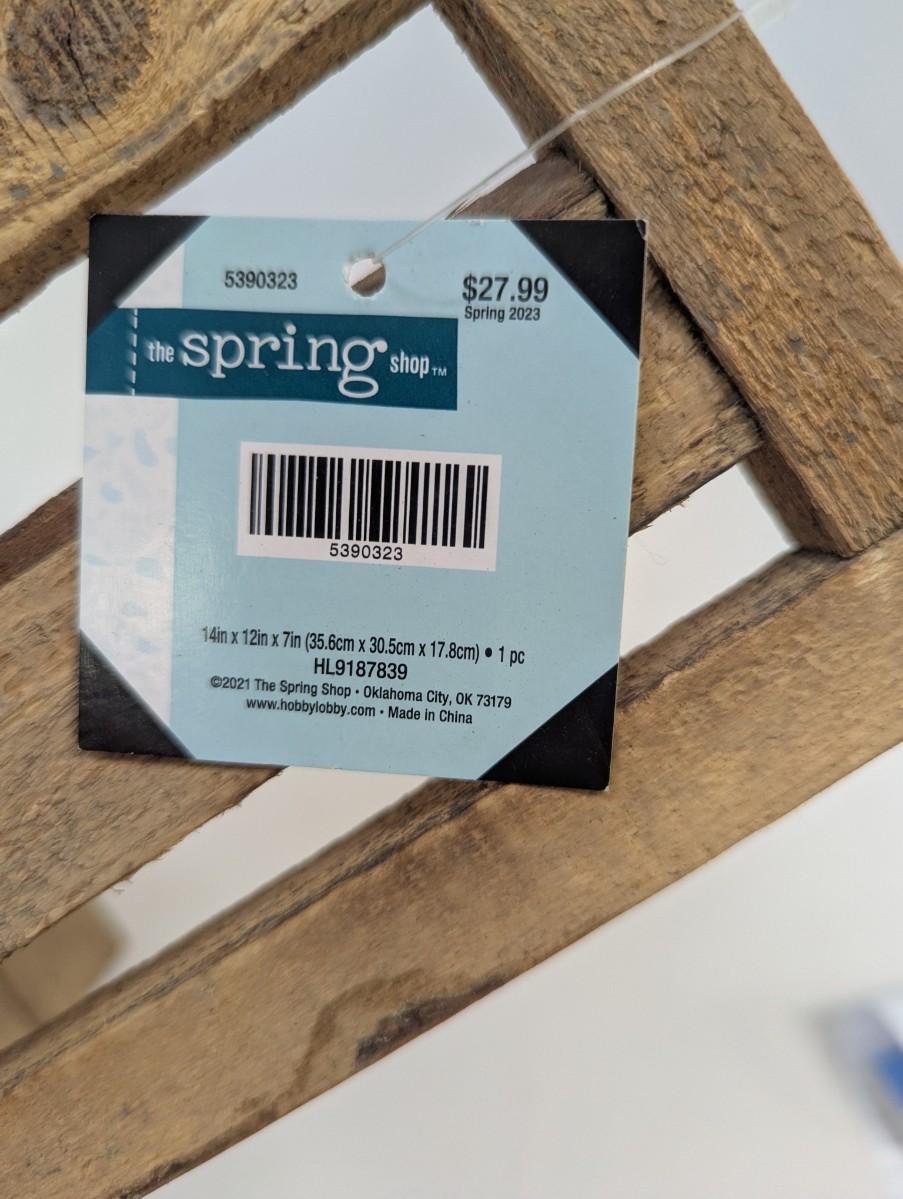 5390323
$27.99
Spring 2023
the spring shop™
5390323
14in x 12in x 7in (35.6cm x 30.5cm x 17.8cm) • 1 pc
HL9187839
©2021 The Spring Shop • Oklahoma City, OK 73179
www.hobbylobby.com • Made in China